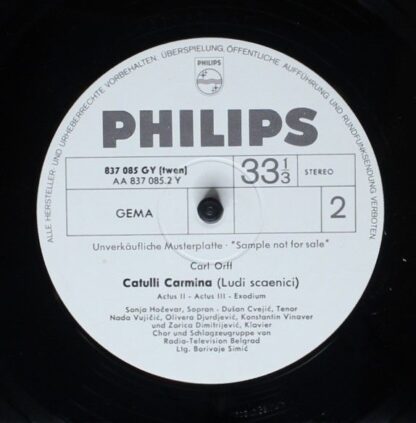 ALLE HERSTELLER- UND URHEBERRECHTE VORBEHALTEN. ÜBERSPIELUNG, ÖFFENTLICHE AUFFÜHRUNG UND RUNDFUNKSENDUNG VERBOTEN
PHILIPS
PHILIPS
837 085 GY [twen]
AA 837 085.2 Y
33 1/3
STEREO
GEMA
2
Unverkäufliche Musterplatte · "Sample not for sale"
Carl Orff
Catulli Carmina (Ludi scaenici)
Actus II - Actus III - Exodium
Sonja Hočevar, Sopran - Dušan Cvejić, Tenor
Nada Vujičić, Olivera Djurdjević, Konstantin Vinaver
und Zorica Dimitrijević, Klavier
Chor und Schlagzeuggruppe von
Radio-Television Belgrad
Ltg. Borivoje Simić